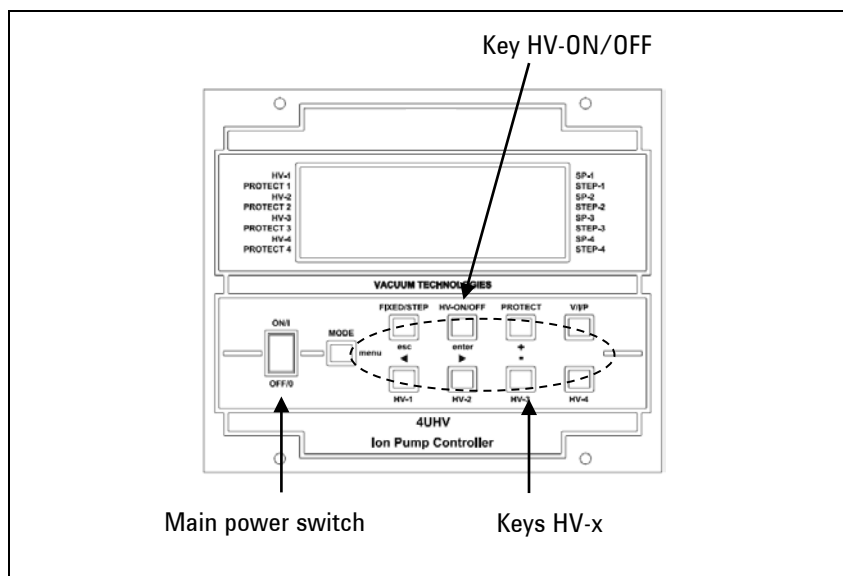 Key HV-ON/OFF
HV-1
PROTECT 1
HV-2
PROTECT 2
HV-3
PROTECT 3
HV-4
PROTECT 4
SP-1
STEP-1
SP-2
STEP-2
SP-3
STEP-3
SP-4
STEP-4
VACUUM TECHNOLOGIES
FIXED/STEP HV-ON/OFF PROTECT V/I/P
ON/I
MODE
menu
esc enter + 
◄ ► -
OFF/0
HV-1 HV-2 HV-3 HV-4
4UHV
Ion Pump Controller
Main power switch Keys HV-x